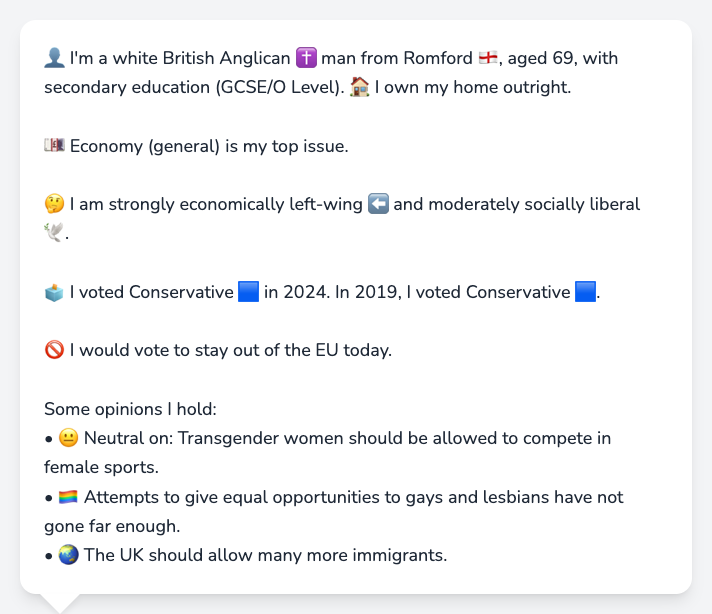 👤 I'm a white British Anglican ✝️ man from Romford 🏴󠁧󠁢󠁥󠁮󠁧󠁿, aged 69, with
secondary education (GCSE/O Level). 🏠 I own my home outright.
💷 Economy (general) is my top issue.
🤔 I am strongly economically left-wing ⬅️ and moderately socially liberal
🕊️.
🗳️ I voted Conservative 🟦 in 2024. In 2019, I voted Conservative 🟦.
🚫 I would vote to stay out of the EU today.
Some opinions I hold:
• 😐 Neutral on: Transgender women should be allowed to compete in
female sports.
• 🏳️‍🌈 Attempts to give equal opportunities to gays and lesbians have not
gone far enough.
• 🌏 The UK should allow many more immigrants.